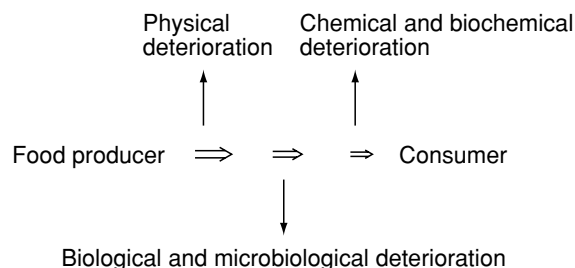 Physical
deterioration
Chemical and biochemical
deterioration
Food producer
Consumer
Biological and microbiological deterioration